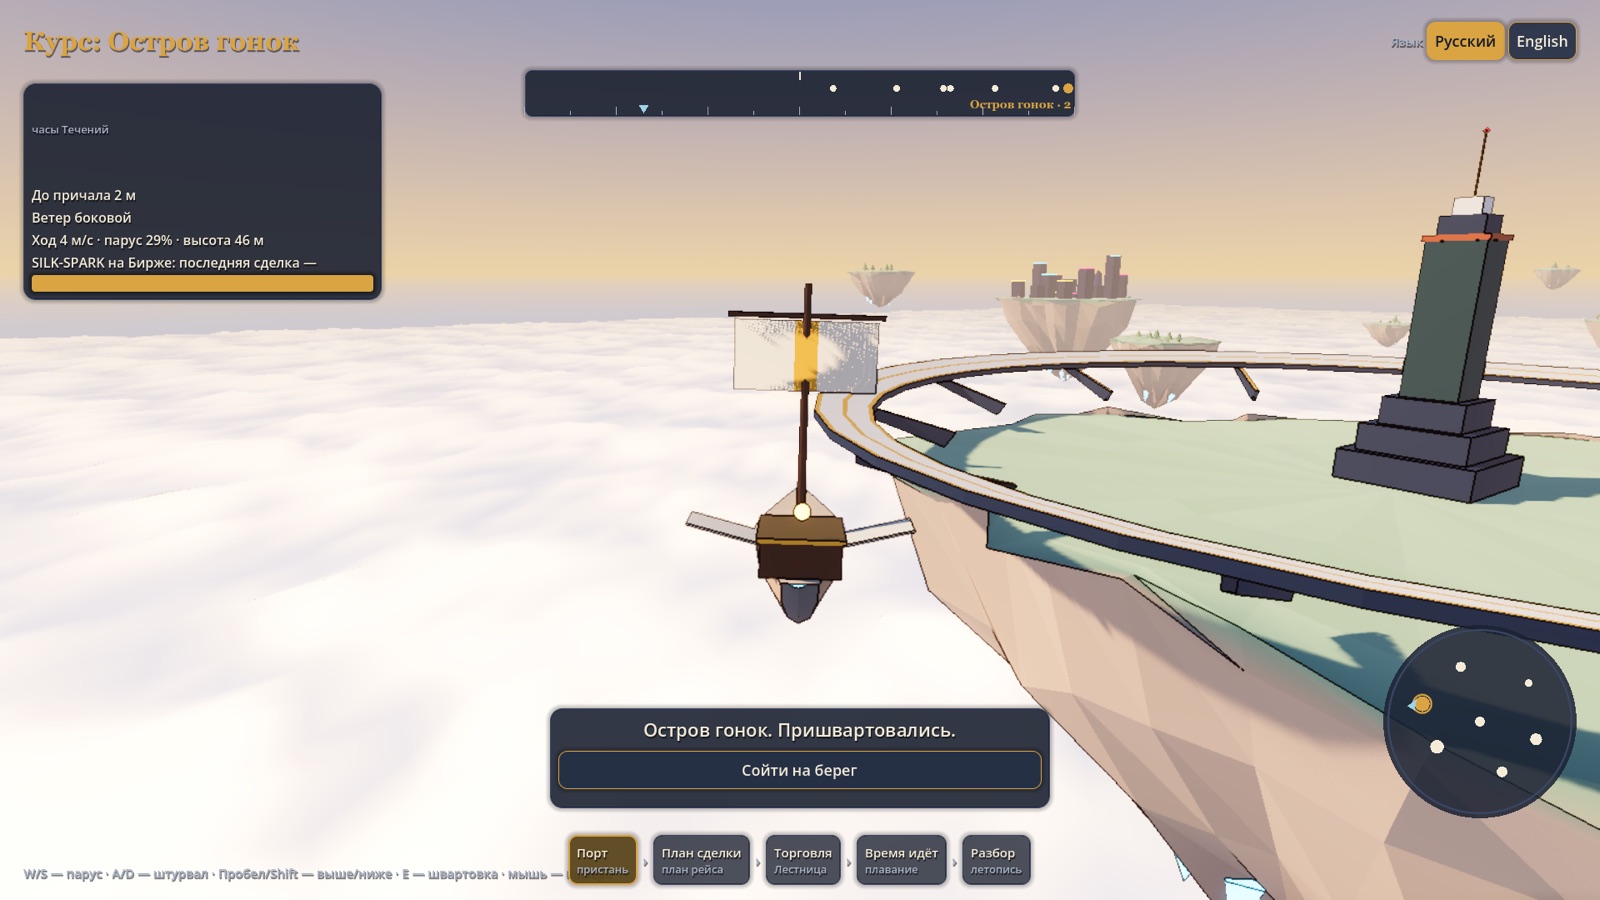 Курс: Остров гонок
Язык
Русский
English
Остров гонок · 2
часы Течений
До причала 2 м
Ветер боковой
Ход 4 м/с · парус 29% · высота 46 м
SILK-SPARK на Бирже: последняя сделка —
Остров гонок. Пришвартовались.
Сойти на берег
Порт
пристань
План сделки
план рейса
Торговля
Лестница
Время идёт
плавание
Разбор
летопись
W/S — парус · A/D — штурвал · Пробел/Shift — выше/ниже · E — швартовка · мышь —